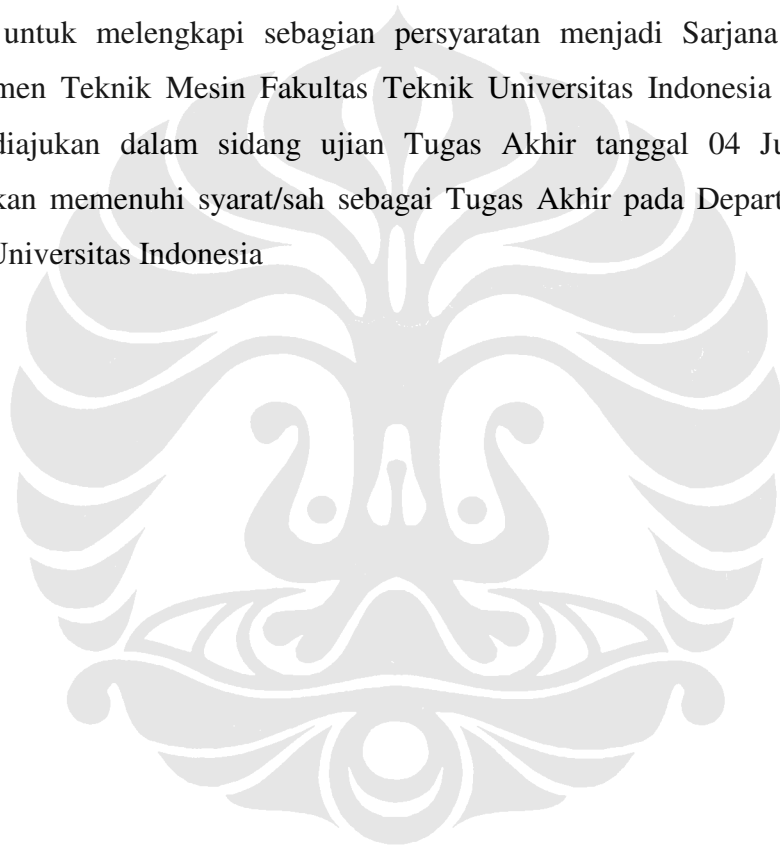 untuk melengkapi sebagian persyaratan menjadi Sarjana
men Teknik Mesin Fakultas Teknik Universitas Indonesia
diajukan dalam sidang ujian Tugas Akhir tanggal 04 Ju
kan memenuhi syarat/sah sebagai Tugas Akhir pada Depart
Universitas Indonesia